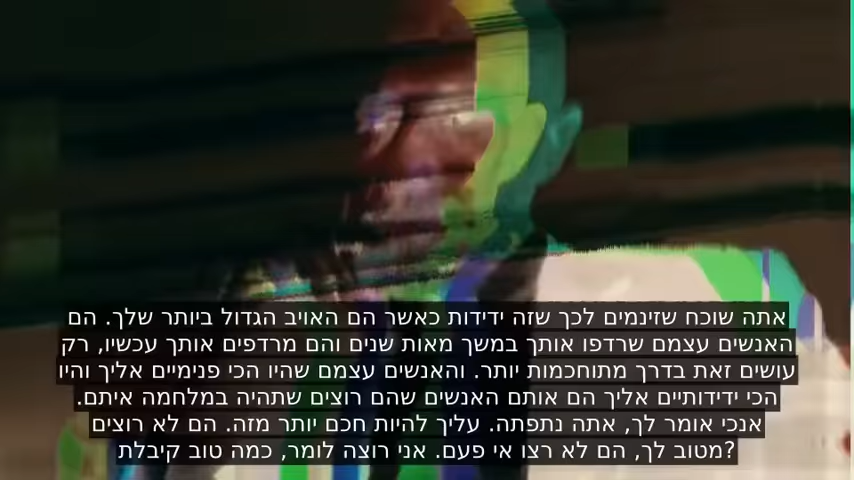 אתה שוכח שזינמים לכך שזה ידידות כאשר הם האויב הגדול ביותר שלך. הם
האנשים עצמם שרדפו אותך במשך מאות שנים והם מרדפים אותך עכשיו, רק
עושים זאת בדרך מתוחכמות יותר. והאנשים עצמם שהיו הכי פנימיים אליך והיו
הכי ידידותיים אליך הם אותם האנשים שהם רוצים שתהיה במלחמה איתם.
אנכי אומר לך, אתה נתפתה. עליך להיות חכם יותר מזה. הם לא רוצים
מטוב לך, הם לא רצו אי פעם. אני רוצה לומר, כמה טוב קיבלת?